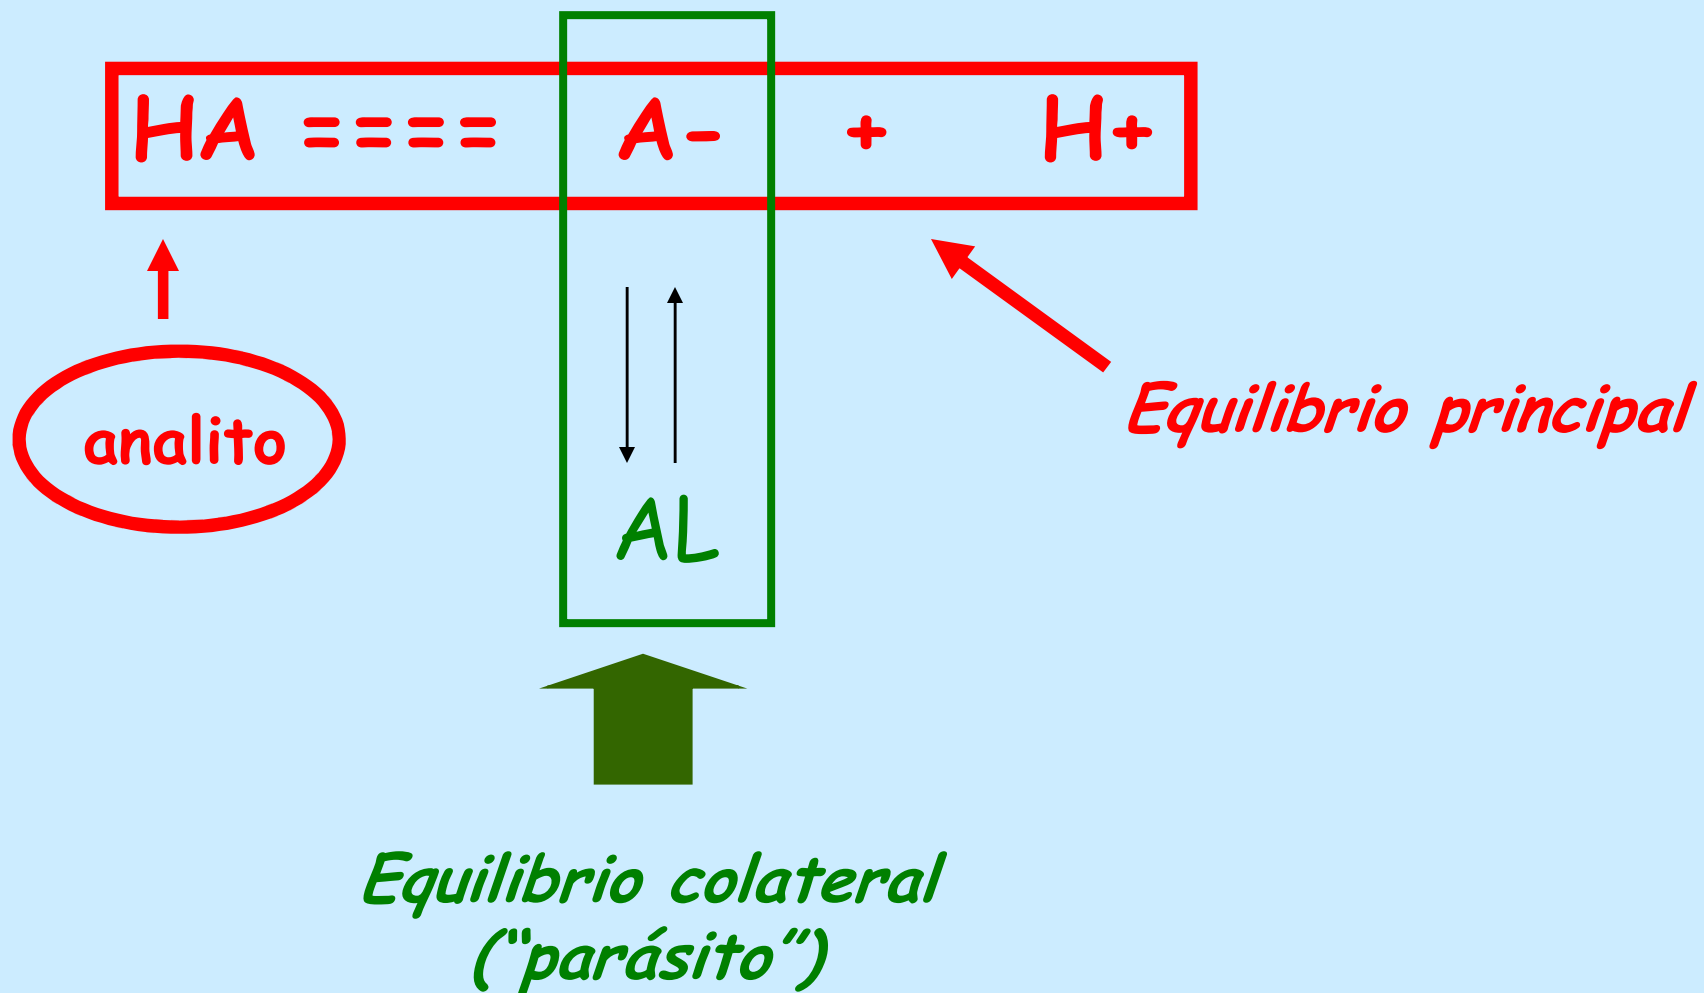 HA ==== A- + H+
analito
Equilibrio principal
AL
Equilibrio colateral
(“parásito”)